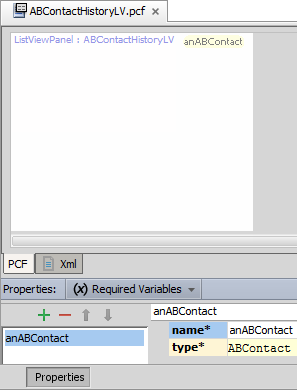 ABContactHistoryLV.pcf
ListViewPanel : ABContactHistoryLV anABContact
PCF Xml
Properties: (x) Required Variables
anABContact
anABContact
name* anABContact
type* ABContact
Properties